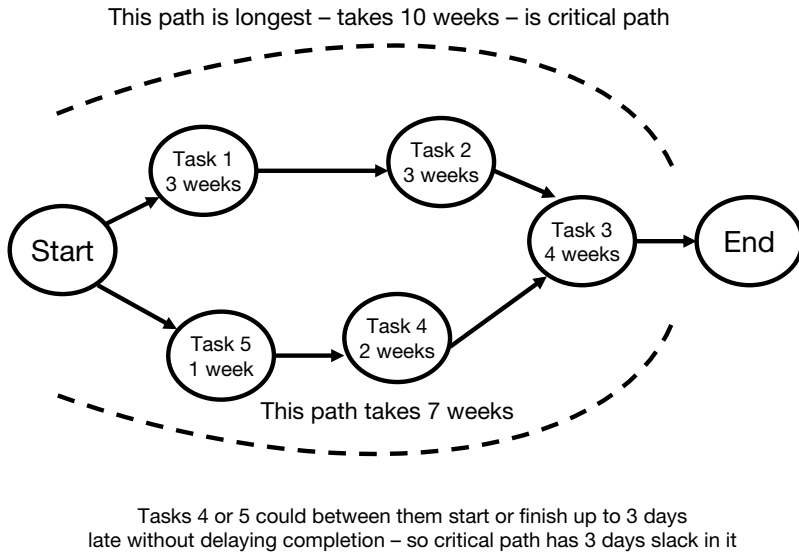 This path is longest – takes 10 weeks – is critical path
Task 1
3 weeks
Task 2
3 weeks
Start
Task 3
4 weeks
End
Task 5
1 week
Task 4
2 weeks
This path takes 7 weeks
Tasks 4 or 5 could between them start or finish up to 3 days
late without delaying completion – so critical path has 3 days slack in it